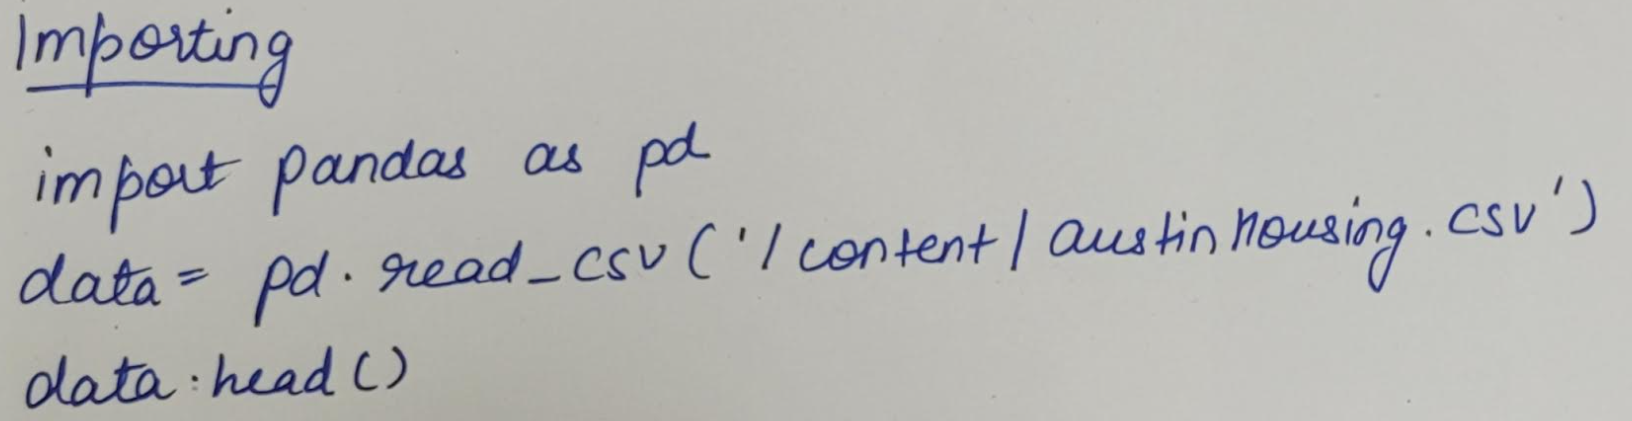 Importing
import pandas as pd
data = pd.read_csv('/content/austinhousing.csv')
data.head()